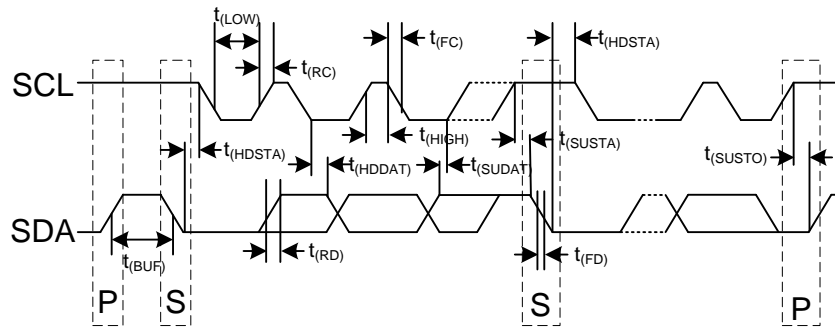 t(LOW)
t(RC)
t(FC)
t(HDSTA)
SCL
t(HDSTA)
t(HDDAT)
t(HIGH)
t(SUDAT)
t(SUSTA)
t(SUSTO)
SDA
t(BUF)
t(RD)
t(FD)
P
S
S
P